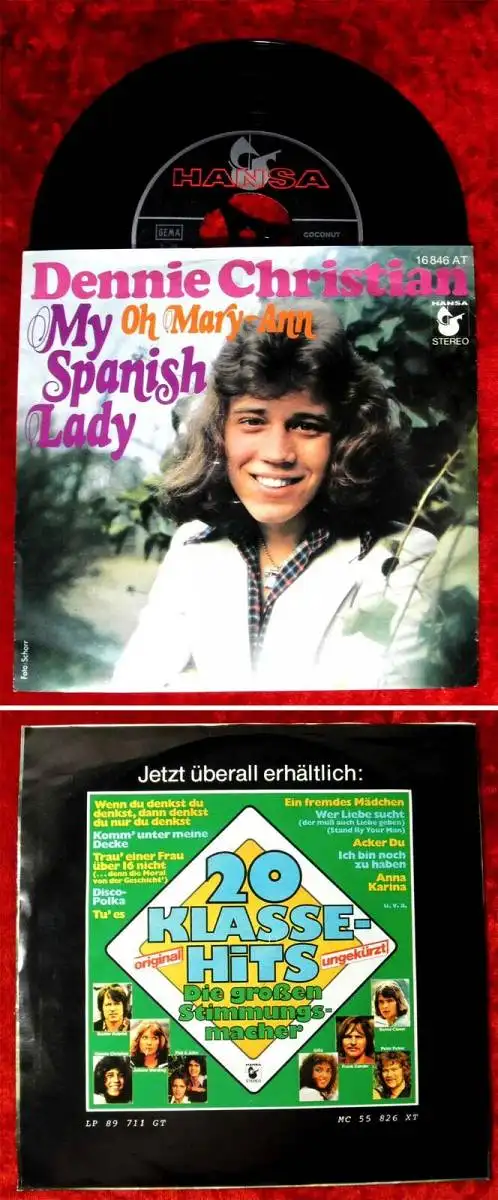 HANSA
GEMA
COCONUT
16 846 AT
Dennie Christian
HANSA
STEREO
My Oh Mary-Ann
Spanish
Lady
Foto: Schorr
Jetzt überall erhältlich:
Wenn du denkst du
denkst, dann denkst
du nur du denkst
Komm' unter meine
Decke
Trau' einer Frau
über 16 nicht
(...denn die Moral
von der Geschicht')
Disco-
Polka
Tu' es
Ein fremdes Mädchen
Wer Liebe sucht
(der muß auch Liebe geben)
(Stand By Your Man)
Acker Du
Ich bin noch
zu haben
Anna
Karina
u.v.a.
20
KLASSE-
HiTS
original
ungekürzt
Die großen
Stimmungs-
macher
Frank Zander
HANSA
STEREO
LP 89 711 GT
MC 55 826 XT